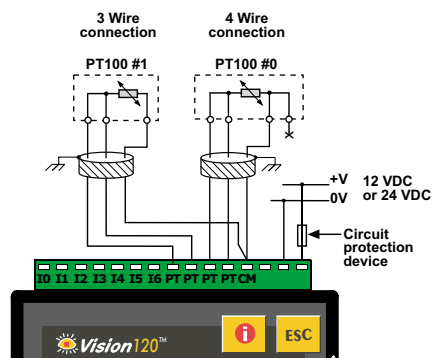 3 Wire
connection
4 Wire
connection
PT100 #1
PT100 #0
+V
0V
12 VDC
or 24 VDC
Circuit
protection
device
I0 I1 I2 I3 I4 I5 I6 PT PT PT PT CM
Vision120™
i
ESC